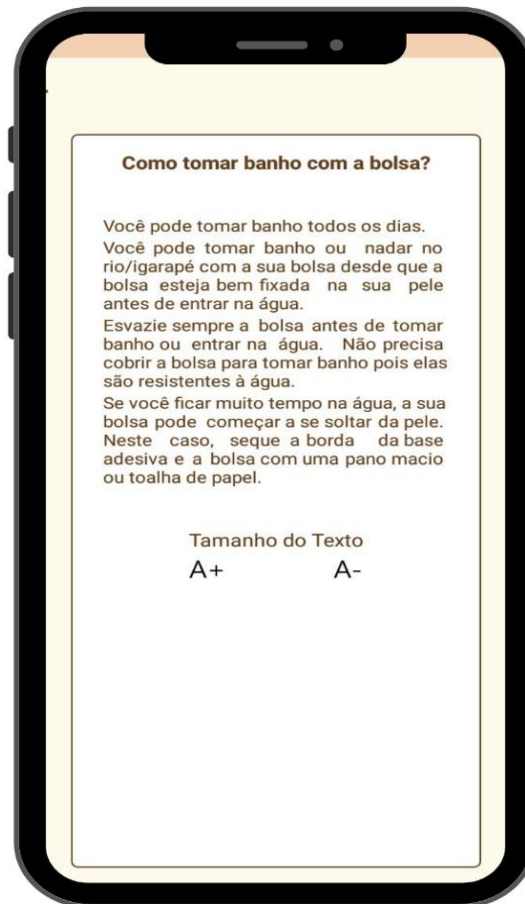 Como tomar banho com a bolsa?
Você pode tomar banho todos os dias.
Você pode tomar banho ou nadar no
rio/igarapé com a sua bolsa desde que a
bolsa esteja bem fixada na sua pele
antes de entrar na água.
Esvazie sempre a bolsa antes de tomar
banho ou entrar na água. Não precisa
cobrir a bolsa para tomar banho pois elas
são resistentes à água.
Se você ficar muito tempo na água, a sua
bolsa pode começar a se soltar da pele.
Neste caso, seque a borda da base
adesiva e a bolsa com uma pano macio
ou toalha de papel.
Tamanho do Texto
A+ A-